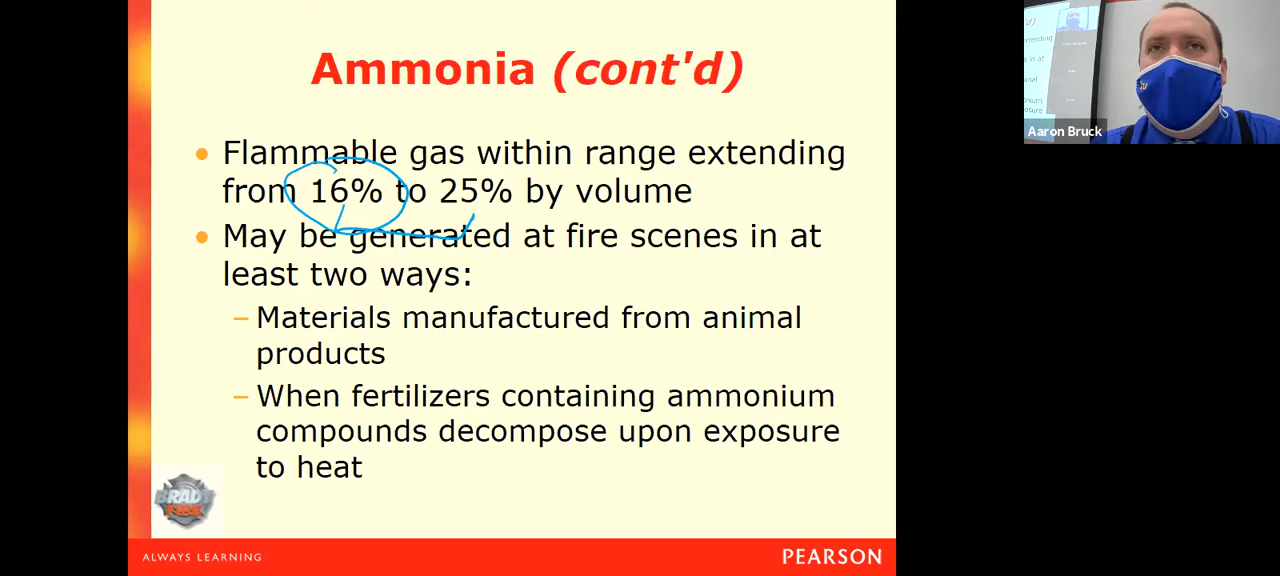 Ammonia (cont'd)
• Flammable gas within range extending
from 16% to 25% by volume
• May be generated at fire scenes in at
least two ways:
– Materials manufactured from animal
products
– When fertilizers containing ammonium
compounds decompose upon exposure
to heat
BRADY
FIRE
ALWAYS LEARNING
PEARSON
Aaron Bruck